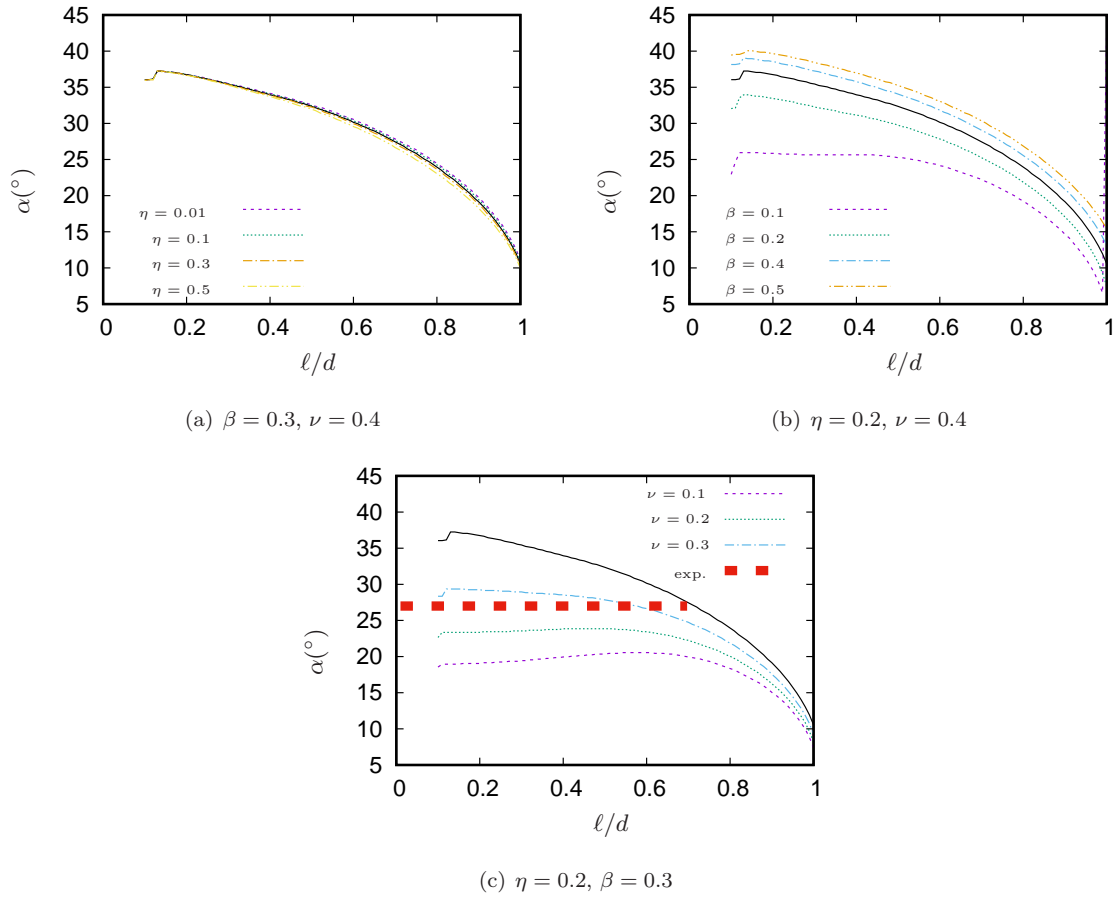 45
40
35
30
25
20
15
10
5
0 0.2 0.4 0.6 0.8 1
α(°)
ℓ/d
η = 0.01
η = 0.1
η = 0.3
η = 0.5
(a) β = 0.3, ν = 0.4
45
40
35
30
25
20
15
10
5
0 0.2 0.4 0.6 0.8 1
α(°)
ℓ/d
β = 0.1
β = 0.2
β = 0.4
β = 0.5
(b) η = 0.2, ν = 0.4
45
40
35
30
25
20
15
10
5
0 0.2 0.4 0.6 0.8 1
α(°)
ℓ/d
ν = 0.1
ν = 0.2
ν = 0.3
exp.
(c) η = 0.2, β = 0.3